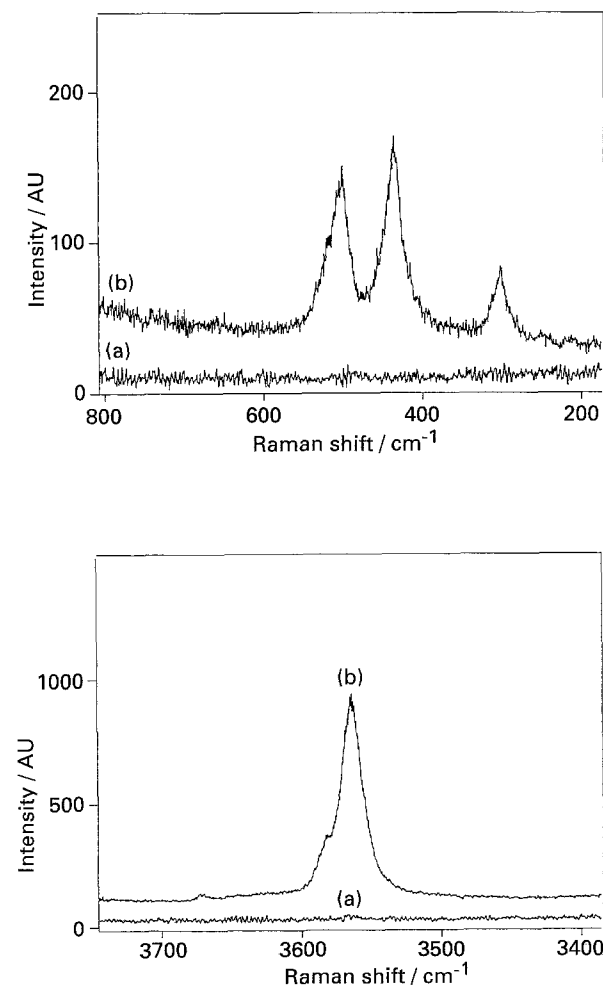 200
100
0
Intensity / AU
(b)
(a)
800
600
400
200
Raman shift / cm-1
1000
500
0
Intensity / AU
(b)
(a)
3700
3600
3500
3400
Raman shift / cm-1